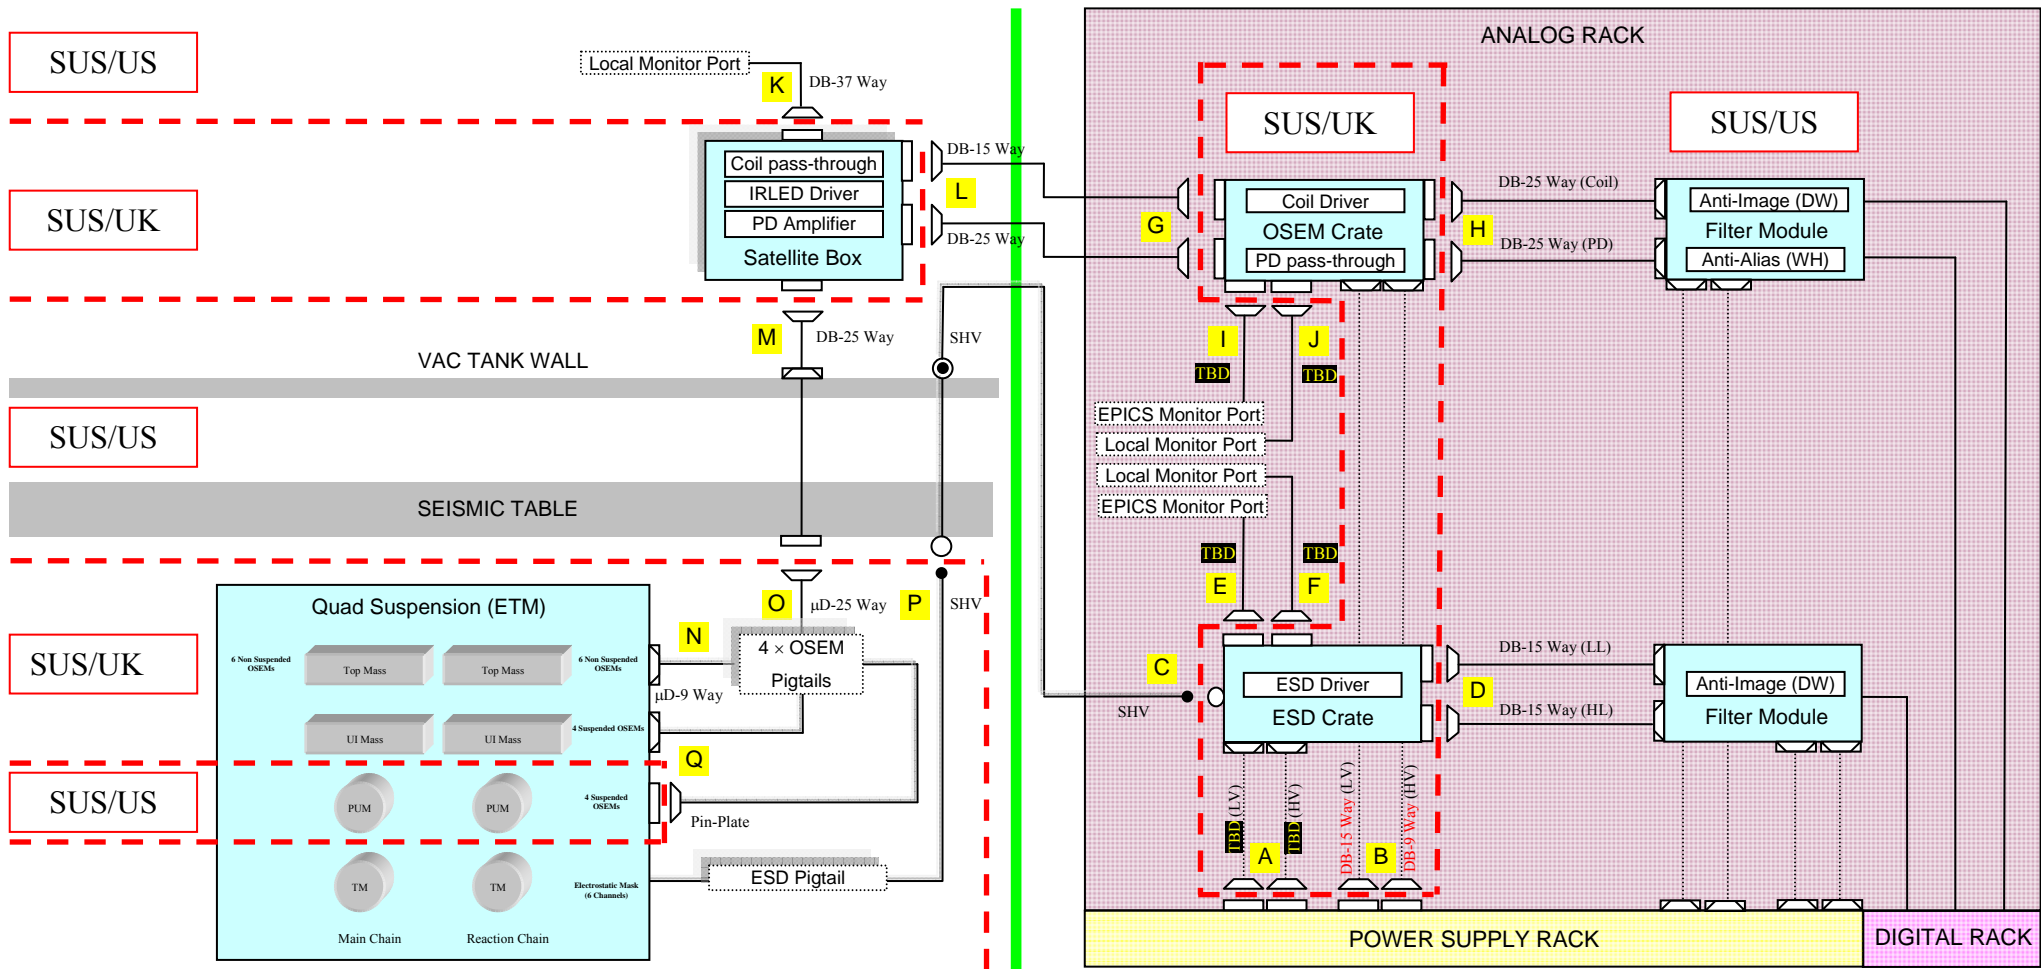 SUS/US
SUS/UK
SUS/US
SUS/UK
SUS/US
Local Monitor Port
K
DB-37 Way
Coil pass-through
IRLED Driver
PD Amplifier
Satellite Box
DB-15 Way
L
DB-25 Way
M
DB-25 Way
SHV
VAC TANK WALL
SEISMIC TABLE
O
μD-25 Way
P
SHV
Quad Suspension (ETM)
N
μD-9 Way
4 × OSEM
Pigtails
6 Non Suspended
OSEMs
Top Mass
Top Mass
6 Non Suspended
OSEMs
UI Mass
UI Mass
4 Suspended OSEMs
Q
PUM
PUM
4 Suspended
OSEMs
Pin-Plate
TM
TM
Electrostatic Mask
(6 Channels)
ESD Pigtail
Main Chain
Reaction Chain
ANALOG RACK
SUS/UK
SUS/US
G
Coil Driver
OSEM Crate
PD pass-through
H
DB-25 Way (Coil)
DB-25 Way (PD)
Anti-Image (DW)
Filter Module
Anti-Alias (WH)
I
J
TBD
TBD
EPICS Monitor Port
Local Monitor Port
Local Monitor Port
EPICS Monitor Port
TBD
TBD
E
F
C
SHV
ESD Driver
ESD Crate
D
DB-15 Way (LL)
DB-15 Way (HL)
Anti-Image (DW)
Filter Module
TBD (LV)
A
TBD (HV)
DB-15 Way (LV)
B
DB-9 Way (HV)
POWER SUPPLY RACK
DIGITAL RACK